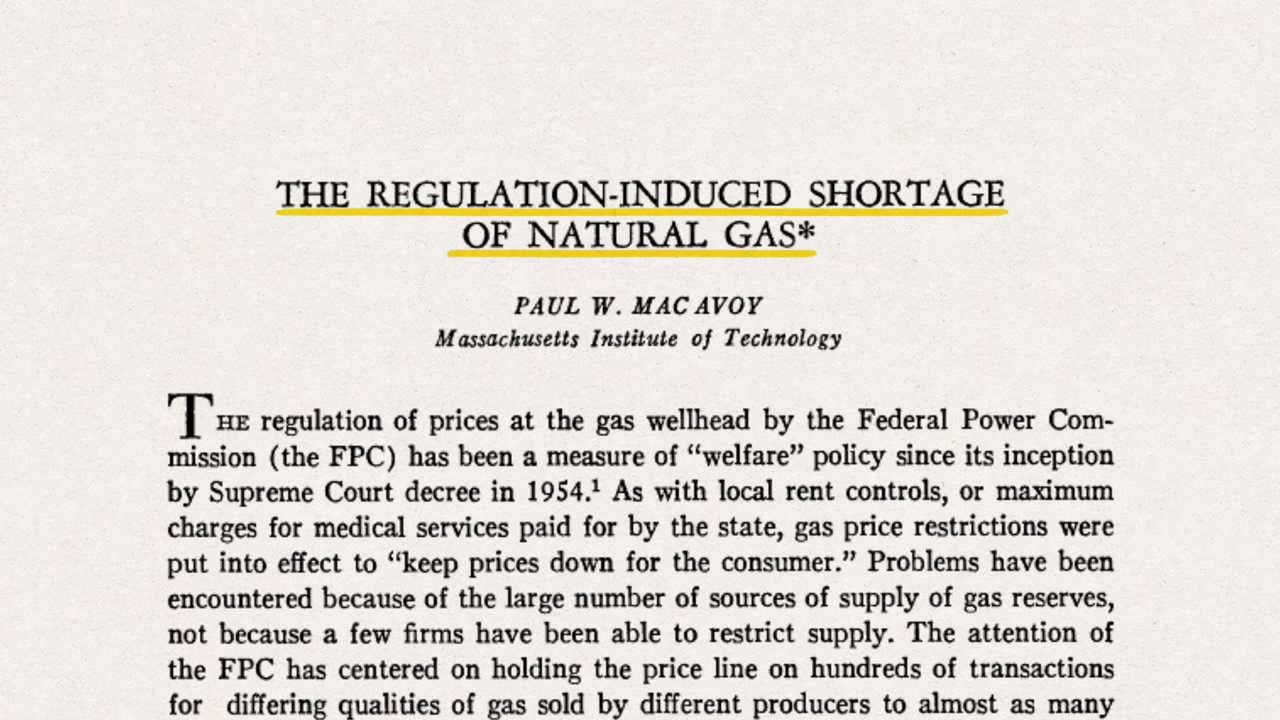 THE REGULATION-INDUCED SHORTAGE
OF NATURAL GAS*
PAUL W. MAC AVOY
Massachusetts Institute of Technology
THE regulation of prices at the gas wellhead by the Federal Power Com-
mission (the FPC) has been a measure of “welfare” policy since its inception
by Supreme Court decree in 1954.¹ As with local rent controls, or maximum
charges for medical services paid for by the state, gas price restrictions were
put into effect to “keep prices down for the consumer.” Problems have been
encountered because of the large number of sources of supply of gas reserves,
not because a few firms have been able to restrict supply. The attention of
the FPC has centered on holding the price line on hundreds of transactions
for differing qualities of gas sold by different producers to almost as many